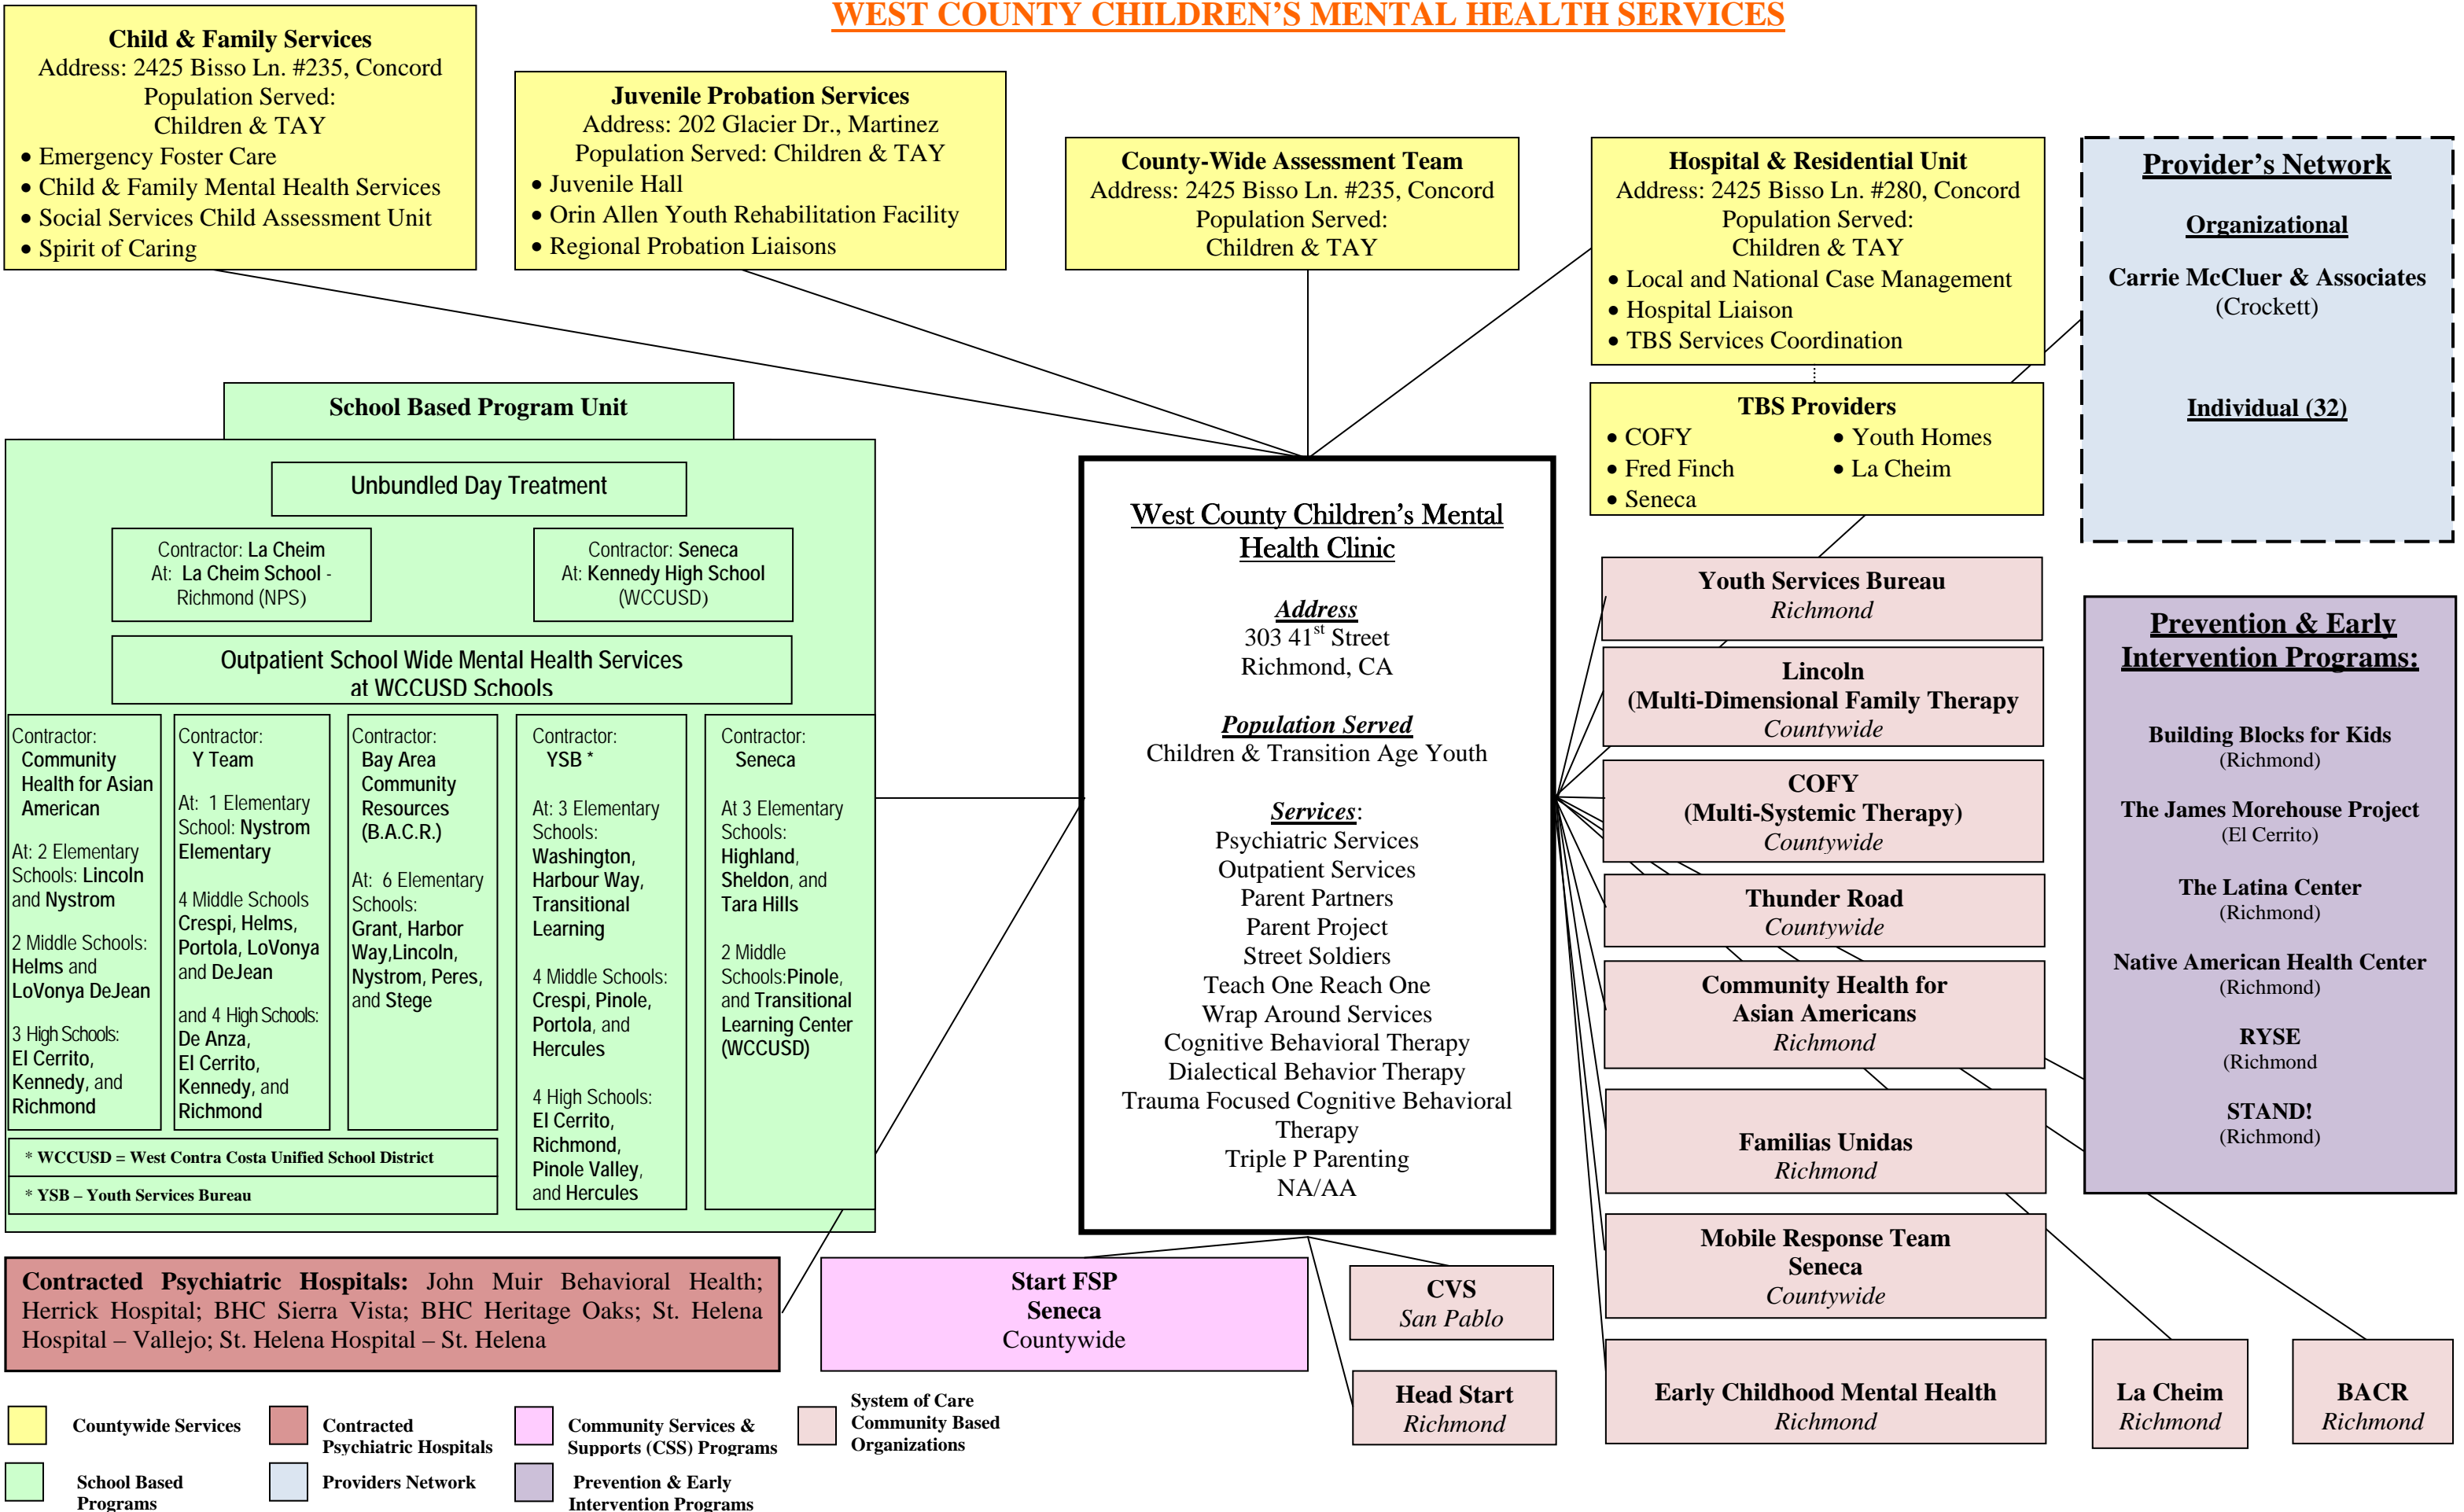 WEST COUNTY CHILDREN'S MENTAL HEALTH SERVICES
Child & Family Services
Address: 2425 Bisso Ln. #235, Concord
Population Served:
Children & TAY
• Emergency Foster Care
• Child & Family Mental Health Services
• Social Services Child Assessment Unit
• Spirit of Caring
Juvenile Probation Services
Address: 202 Glacier Dr., Martinez
Population Served: Children & TAY
• Juvenile Hall
• Orin Allen Youth Rehabilitation Facility
• Regional Probation Liaisons
County-Wide Assessment Team
Address: 2425 Bisso Ln. #235, Concord
Population Served:
Children & TAY
Hospital & Residential Unit
Address: 2425 Bisso Ln. #280, Concord
Population Served:
Children & TAY
• Local and National Case Management
• Hospital Liaison
• TBS Services Coordination
Provider's Network
Organizational
Carrie McCluer & Associates
(Crockett)
Individual (32)
TBS Providers
• COFY
• Fred Finch
• Seneca
• Youth Homes
• La Cheim
School Based Program Unit
Unbundled Day Treatment
Contractor: La Cheim
At: La Cheim School -
Richmond (NPS)
Contractor: Seneca
At: Kennedy High School
(WCCUSD)
Outpatient School Wide Mental Health Services
at WCCUSD Schools
Contractor:
Community
Health for Asian
American
At: 2 Elementary
Schools: Lincoln
and Nystrom
2 Middle Schools:
Helms and
LoVonya DeJean
3 High Schools:
El Cerrito,
Kennedy, and
Richmond
Contractor:
Y Team
At: 1 Elementary
School: Nystrom
Elementary
4 Middle Schools
Crespi, Helms,
Portola, LoVonya
and DeJean
and 4 High Schools:
De Anza,
El Cerrito,
Kennedy, and
Richmond
Contractor:
Bay Area
Community
Resources
(B.A.C.R.)
At: 6 Elementary
Schools:
Grant, Harbor
Way,Lincoln,
Nystrom, Peres,
and Stege
Contractor:
YSB *
At: 3 Elementary
Schools:
Washington,
Harbour Way,
Transitional
Learning
4 Middle Schools:
Crespi, Pinole,
Portola, and
Hercules
4 High Schools:
El Cerrito,
Richmond,
Pinole Valley,
and Hercules
Contractor:
Seneca
At 3 Elementary
Schools:
Highland,
Sheldon, and
Tara Hills
2 Middle
Schools:Pinole,
and Transitional
Learning Center
(WCCUSD)
* WCCUSD = West Contra Costa Unified School District
* YSB – Youth Services Bureau
West County Children's Mental
Health Clinic
Address
303 41st Street
Richmond, CA
Population Served
Children & Transition Age Youth
Services:
Psychiatric Services
Outpatient Services
Parent Partners
Parent Project
Street Soldiers
Teach One Reach One
Wrap Around Services
Cognitive Behavioral Therapy
Dialectical Behavior Therapy
Trauma Focused Cognitive Behavioral
Therapy
Triple P Parenting
NA/AA
Youth Services Bureau
Richmond
Lincoln
(Multi-Dimensional Family Therapy
Countywide
COFY
(Multi-Systemic Therapy)
Countywide
Thunder Road
Countywide
Community Health for
Asian Americans
Richmond
Familias Unidas
Richmond
Mobile Response Team
Seneca
Countywide
Early Childhood Mental Health
Richmond
Prevention & Early
Intervention Programs:
Building Blocks for Kids
(Richmond)
The James Morehouse Project
(El Cerrito)
The Latina Center
(Richmond)
Native American Health Center
(Richmond)
RYSE
(Richmond
STAND!
(Richmond)
Contracted Psychiatric Hospitals: John Muir Behavioral Health;
Herrick Hospital; BHC Sierra Vista; BHC Heritage Oaks; St. Helena
Hospital – Vallejo; St. Helena Hospital – St. Helena
Start FSP
Seneca
Countywide
CVS
San Pablo
Head Start
Richmond
La Cheim
Richmond
BACR
Richmond
Countywide Services
Contracted
Psychiatric Hospitals
Community Services &
Supports (CSS) Programs
System of Care
Community Based
Organizations
School Based
Programs
Providers Network
Prevention & Early
Intervention Programs